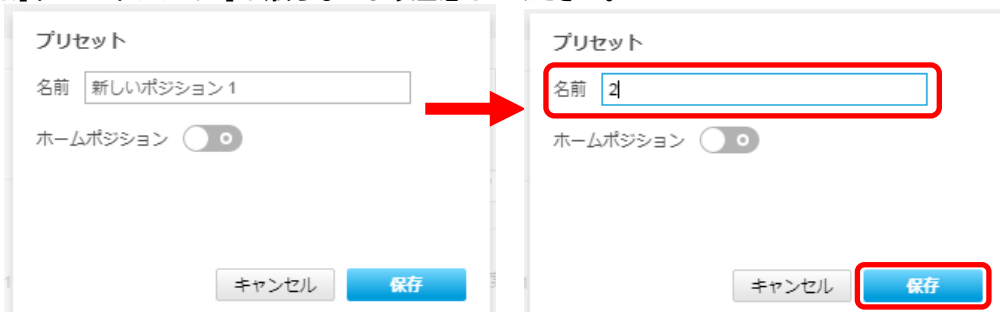 プリセット
名前 新しいポジション 1
ホームポジション
キャンセル 保存
プリセット
名前 2
ホームポジション
キャンセル 保存